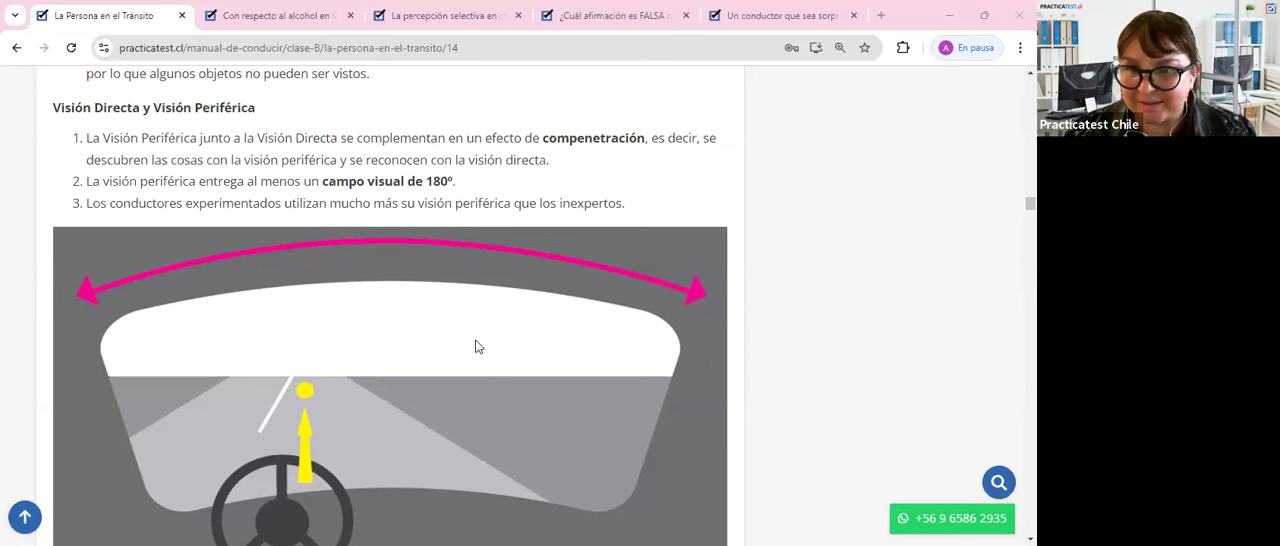 La Persona en el Tránsito
Con respecto al alcohol en
La percepción selectiva en
¿Cuál afirmación es FALSA
Un conductor que sea
practicatest.cl/manual-de-conducir/clase-B/la-persona-en-el-transito/14
En pausa
PRACTICATEST.cl
Practicatest Chile
por lo que algunos objetos no pueden ser vistos.
Visión Directa y Visión Periférica
1. La Visión Periférica junto a la Visión Directa se complementan en un efecto de compenetración, es decir, se
descubren las cosas con la visión periférica y se reconocen con la visión directa.
2. La visión periférica entrega al menos un campo visual de 180º.
3. Los conductores experimentados utilizan mucho más su visión periférica que los inexpertos.
+56 9 6586 2935